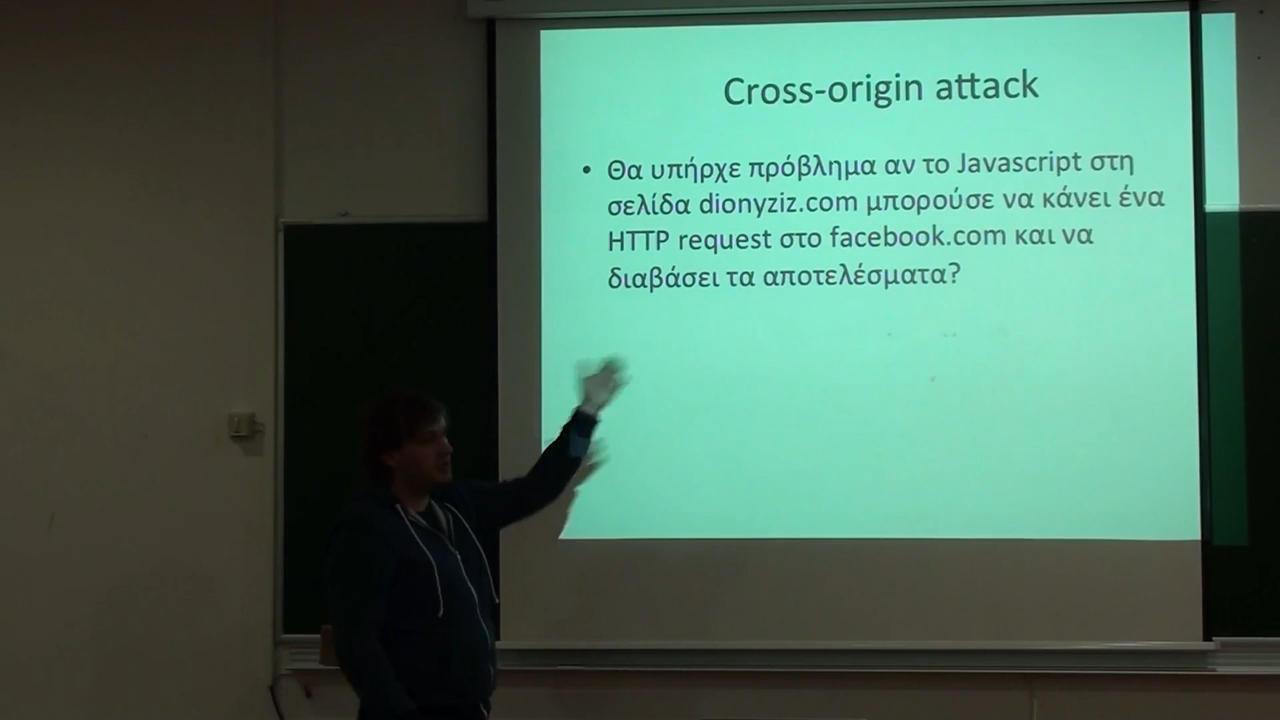 Cross-origin attack
• Θα υπήρχε πρόβλημα αν το Javascript στη
σελίδα dionyziz.com μπορούσε να κάνει ένα
HTTP request στο facebook.com και να
διαβάσει τα αποτελέσματα?